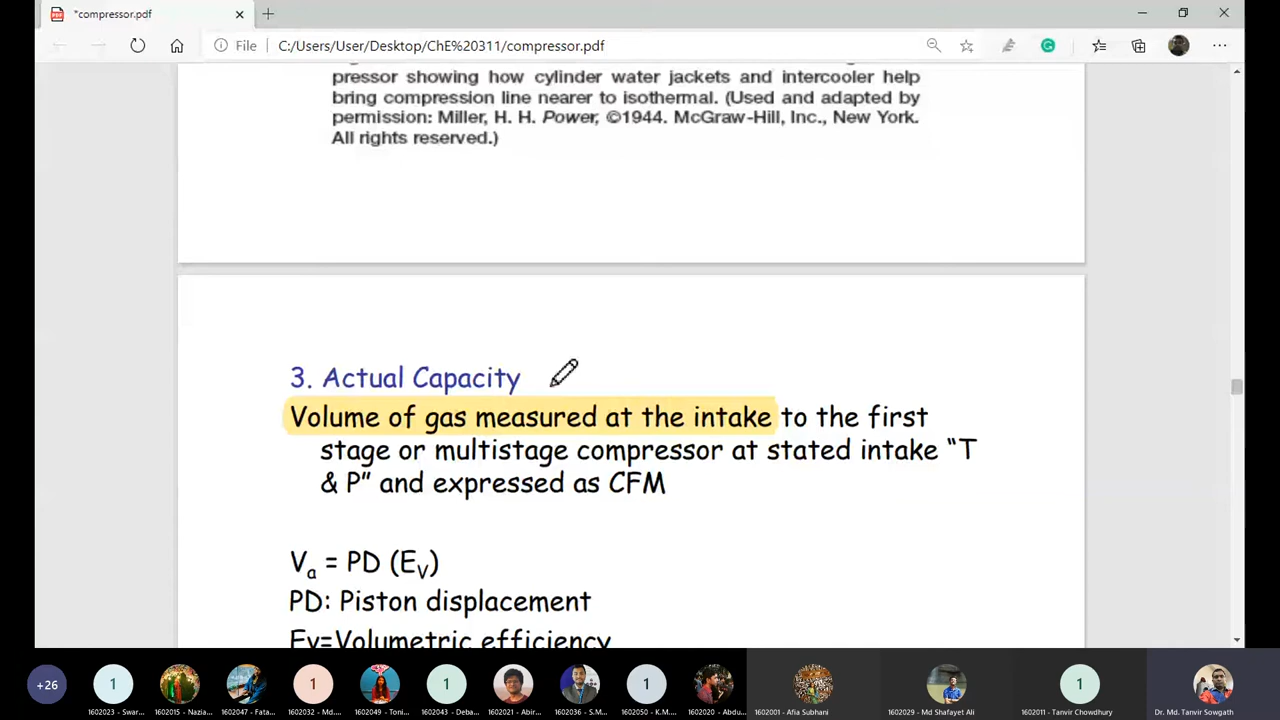 *compressor.pdf
File
C:/Users/User/Desktop/ChE%20311/compressor.pdf
pressor showing how cylinder water jackets and intercooler help
bring compression line nearer to isothermal. (Used and adapted by
permission: Miller, H. H. Power, ©1944. McGraw-Hill, Inc., New York.
All rights reserved.)
3. Actual Capacity
Volume of gas measured at the intake to the first
stage or multistage compressor at stated intake “T
& P” and expressed as CFM
Va = PD (EV)
PD: Piston displacement
Ev=Volumetric efficiency
+26
1
1
1
1
1
1602023 - Swar...
1602015 - Nazia...
1602047 - Fata...
1602032 - Md....
1602049 - Toni...
1602043 - Deba...
1602021 - Abir...
1602036 - S.M...
1602050 - K.M....
1602020 - Abdu...
1602001 - Afia Subhani
1602029 - Md Shafayet Ali
1602011 - Tanvir Chowdhury
Dr. Md. Tanvir Sowgath